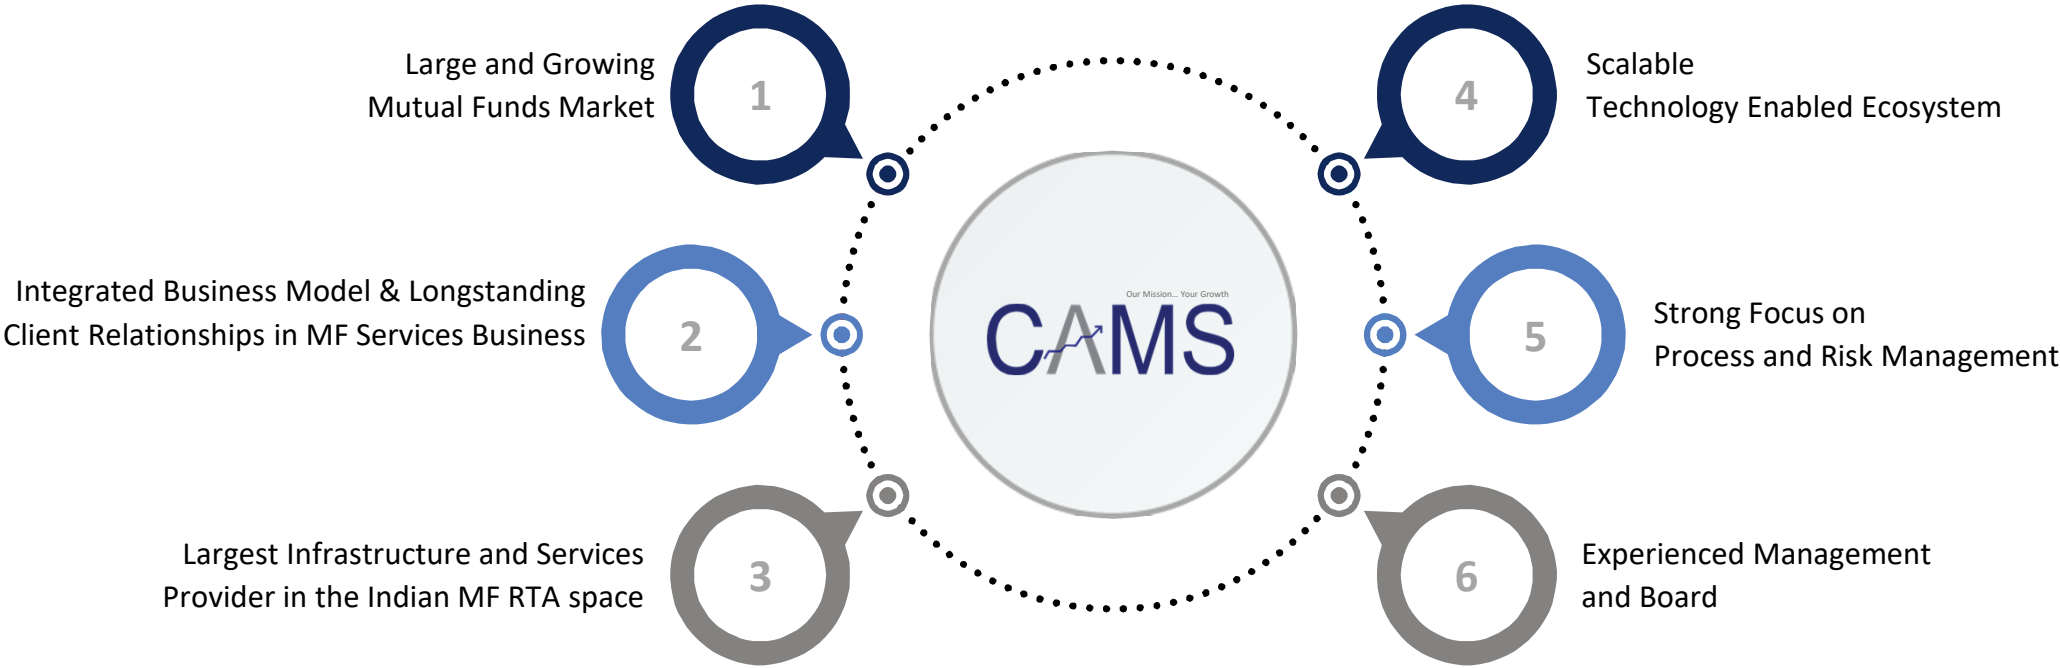 Large and Growing
Mutual Funds Market
1
Integrated Business Model & Longstanding
Client Relationships in MF Services Business
2
Largest Infrastructure and Services
Provider in the Indian MF RTA space
3
Our Mission... Your Growth
CAMS
4
Scalable
Technology Enabled Ecosystem
5
Strong Focus on
Process and Risk Management
6
Experienced Management
and Board